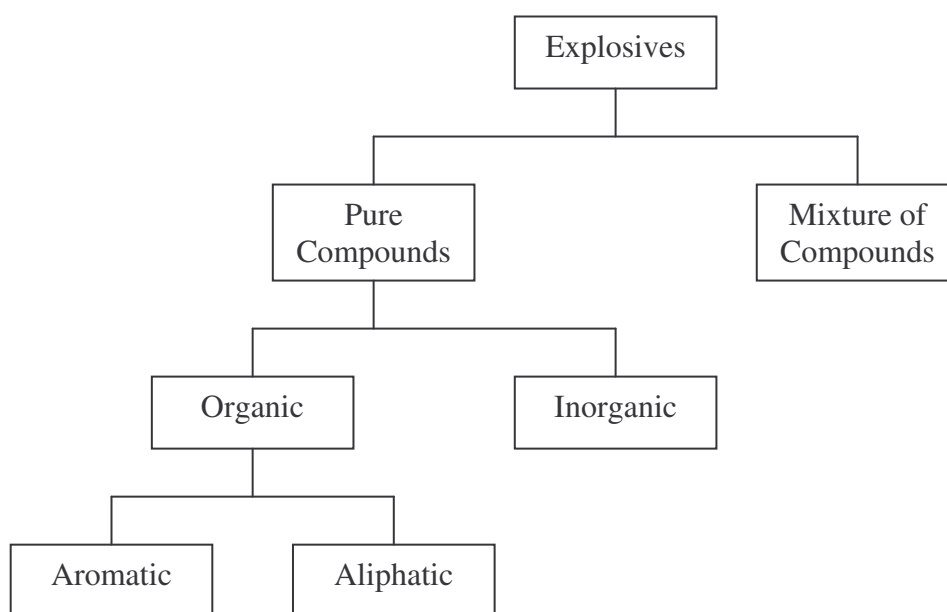 Explosives
Pure
Compounds
Mixture of
Compounds
Organic
Inorganic
Aromatic
Aliphatic